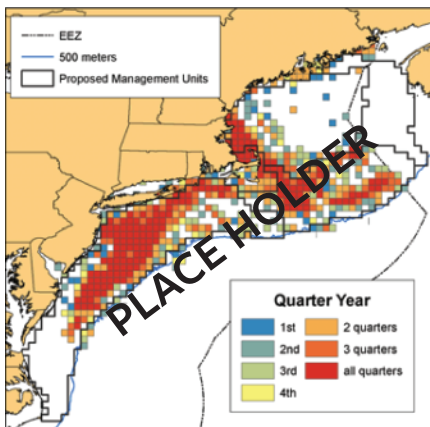 EEZ
500 meters
Proposed Management Units
PLACE HOLDER
Quarter Year
1st
2 quarters
2nd
3 quarters
3rd
all quarters
4th